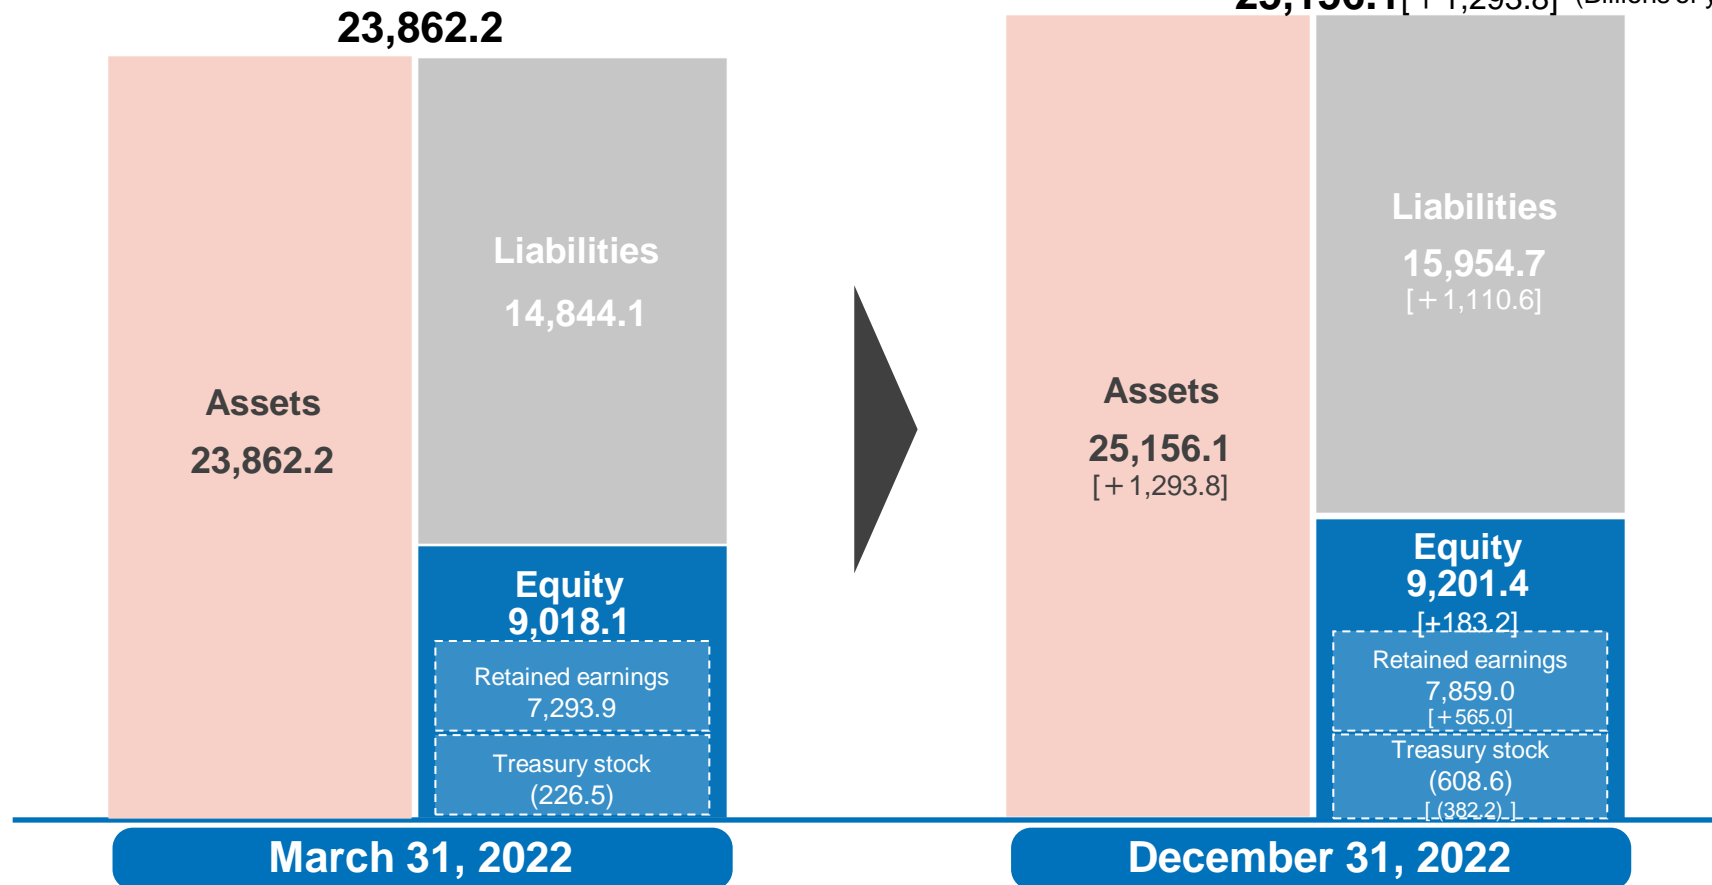 23,862.2
[+1,293.8]
Assets
23,862.2
Liabilities
14,844.1
Equity
9,018.1
Retained earnings
7,293.9
Treasury stock
(226.5)
March 31, 2022
Assets
25,156.1
[+1,293.8]
Liabilities
15,954.7
[+1,110.6]
Equity
9,201.4
[+183.2]
Retained earnings
7,859.0
[+565.0]
Treasury stock
(608.6)
[ (382.2) ]
December 31, 2022